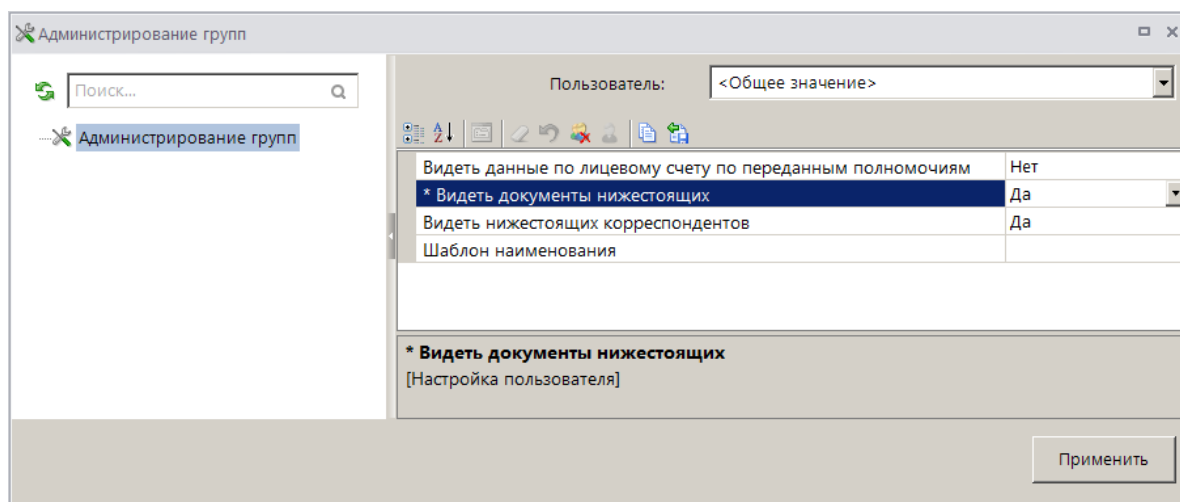 Администрирование групп
Поиск...
Администрирование групп
Пользователь: <Общее значение>
Видеть данные по лицевому счету по переданным полномочиям Нет
* Видеть документы нижестоящих Да
Видеть нижестоящих корреспондентов Да
Шаблон наименования
* Видеть документы нижестоящих
[Настройка пользователя]
Применить